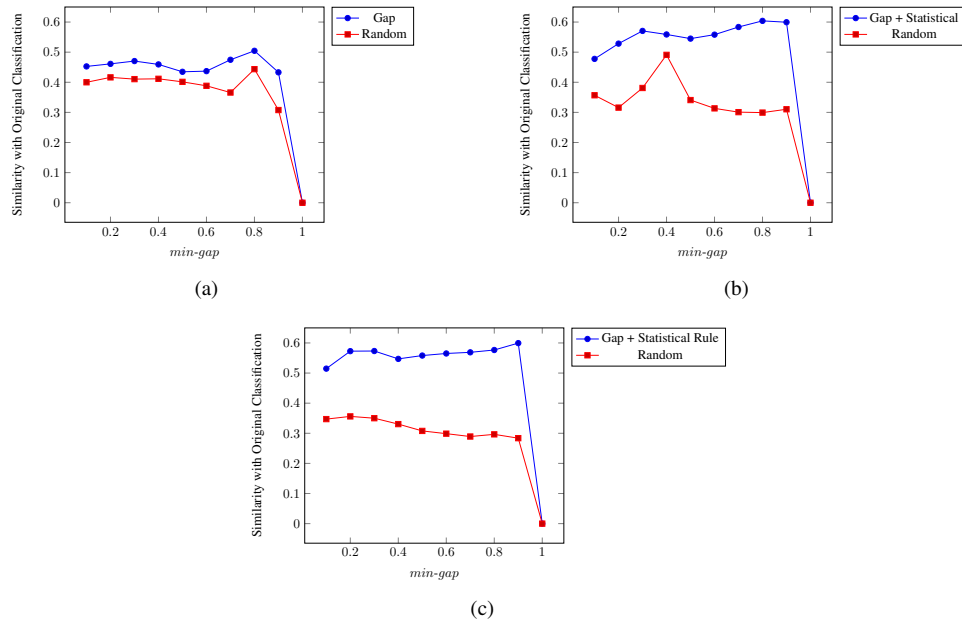 Gap
Random
Similarity with Original Classification
0.6
0.5
0.4
0.3
0.2
0.1
0
0.2 0.4 0.6 0.8 1
min-gap
(a)
Gap + Statistical
Random
Similarity with Original Classification
0.6
0.5
0.4
0.3
0.2
0.1
0
0.2 0.4 0.6 0.8 1
min-gap
(b)
Gap + Statistical Rule
Random
Similarity with Original Classification
0.6
0.5
0.4
0.3
0.2
0.1
0
0.2 0.4 0.6 0.8 1
min-gap
(c)